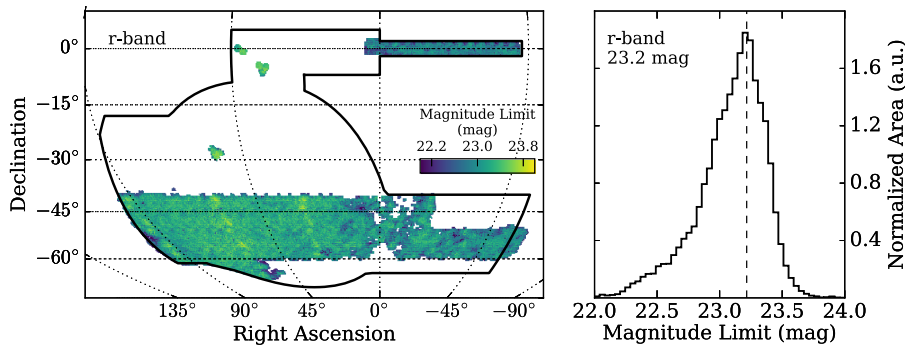 r-band
0°
−15°
−30°
−45°
−60°
Declination
Magnitude Limit
(mag)
22.2 23.0 23.8
135° 90° 45° 0° −45° −90°
Right Ascension
r-band
23.2 mag
1.6
1.2
0.8
0.4
Normalized Area (a.u.)
22.0 22.5 23.0 23.5 24.0
Magnitude Limit (mag)